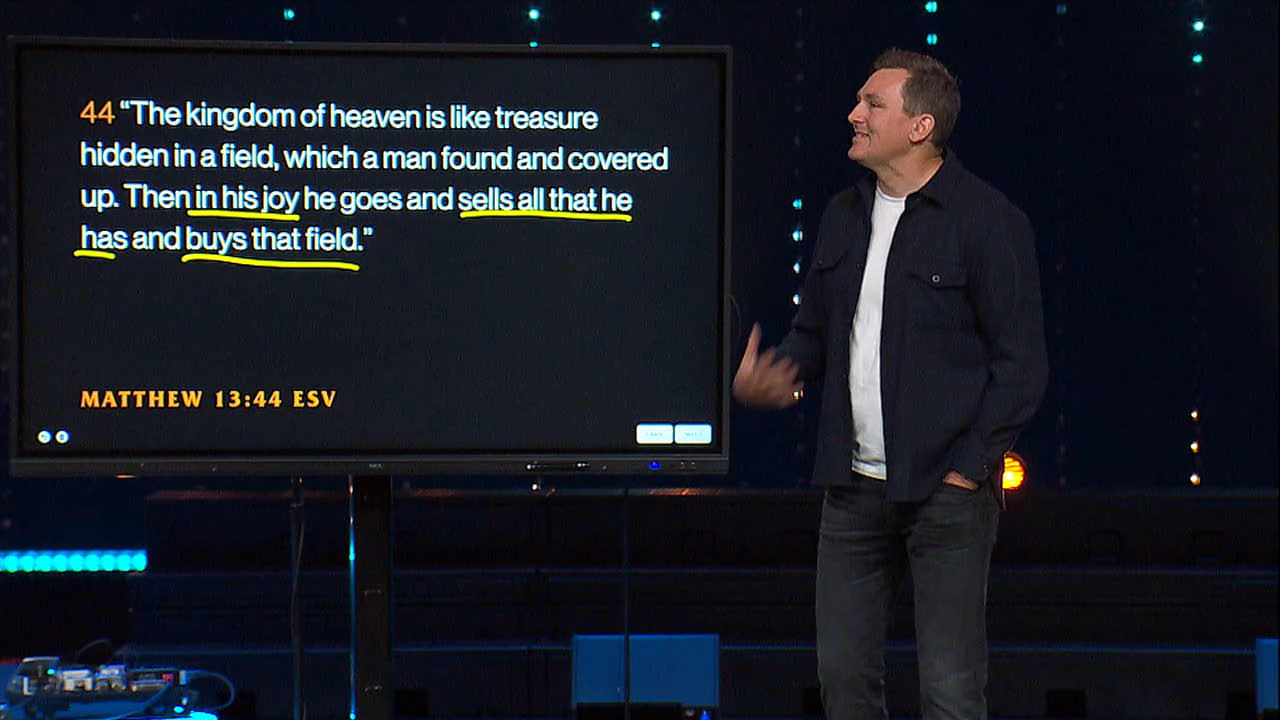 44 “The kingdom of heaven is like treasure
hidden in a field, which a man found and covered
up. Then in his joy he goes and sells all that he
has and buys that field.”
MATTHEW 13:44 ESV